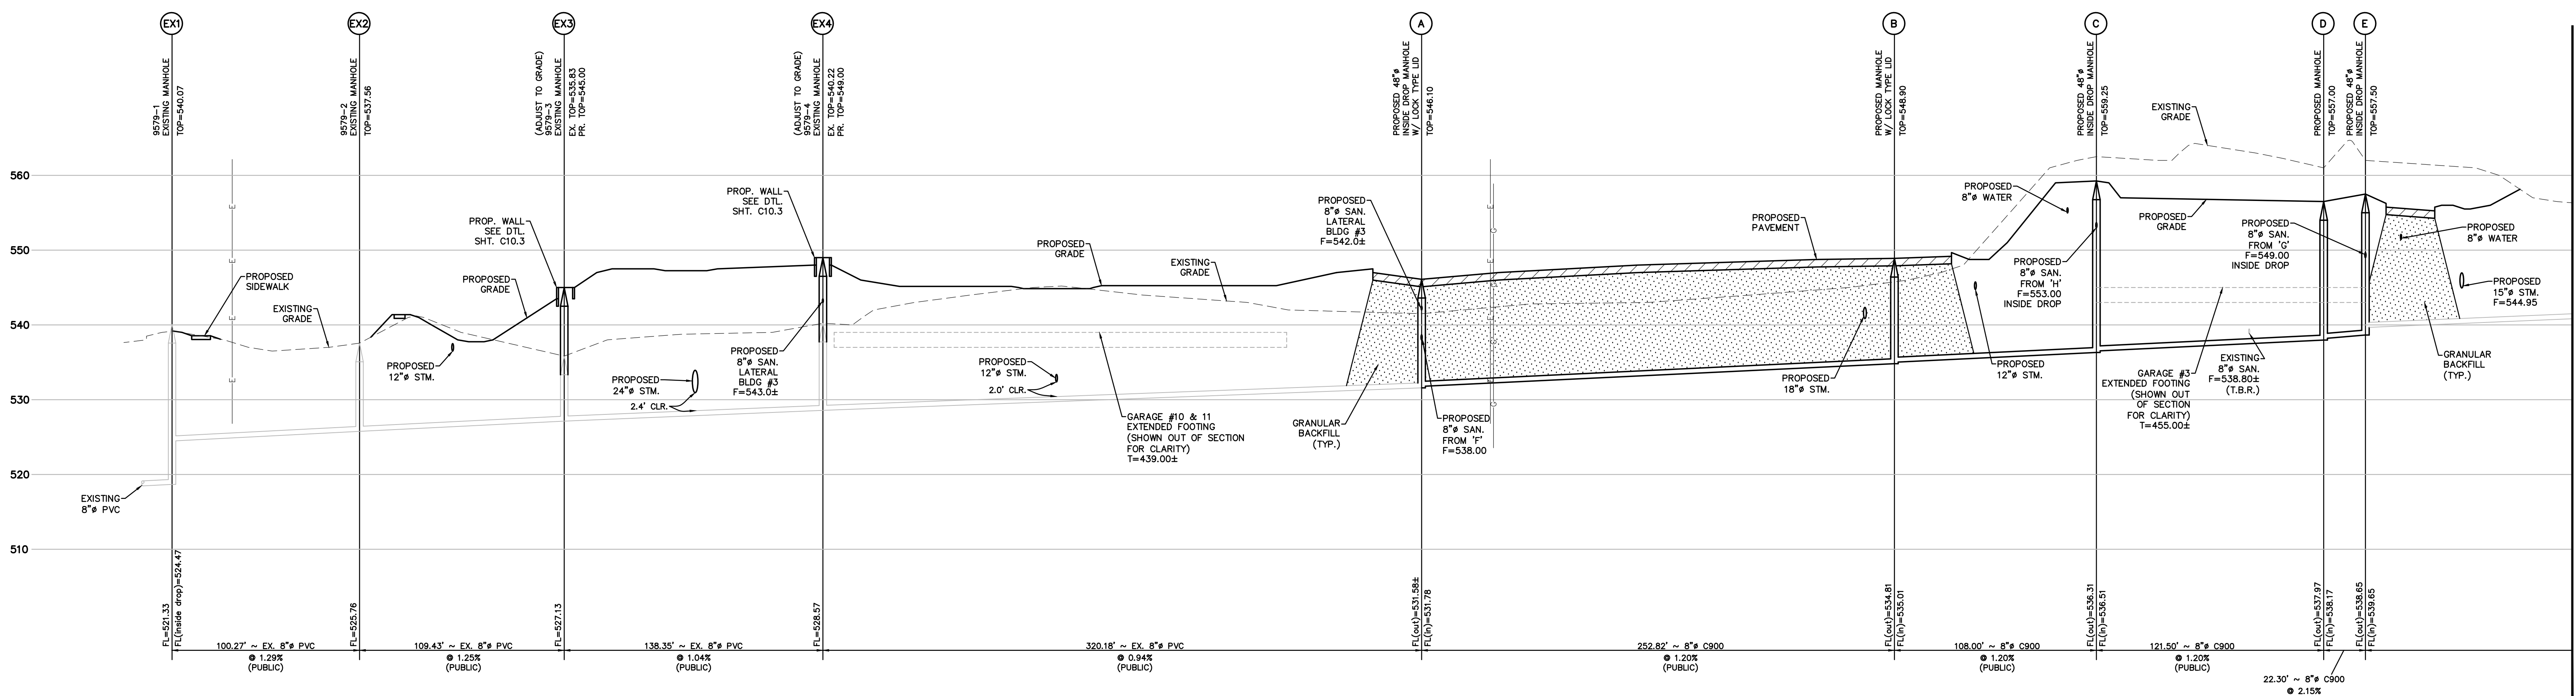 EX1
EX2
EX3
EX4
A
B
C
D
E
9579-1
EXISTING MANHOLE
TOP=540.07
9579-2
EXISTING MANHOLE
TOP=537.56
(ADJUST TO GRADE)
9579-3
EXISTING MANHOLE
EX. TOP=535.83
PR. TOP=545.00
(ADJUST TO GRADE)
9579-4
EXISTING MANHOLE
EX. TOP=540.22
PR. TOP=549.00
PROPOSED 48"ø
INSIDE DROP MANHOLE
W/ LOCK TYPE LID
TOP=546.10
PROPOSED MANHOLE
W/ LOCK TYPE LID
TOP=548.90
PROPOSED 48"ø
INSIDE DROP MANHOLE
TOP=559.25
PROPOSED MANHOLE
TOP=557.00
PROPOSED 48"ø
INSIDE DROP MANHOLE
TOP=557.50
560
550
540
530
520
510
E
E
E
E
PROPOSED
SIDEWALK
EXISTING
GRADE
PROPOSED
12"ø STM.
PROPOSED
GRADE
PROP. WALL
SEE DTL.
SHT. C10.3
PROPOSED
24"ø STM.
2.4' CLR.
PROP. WALL
SEE DTL.
SHT. C10.3
PROPOSED
8"ø SAN.
LATERAL
BLDG #3
F=543.0±
PROPOSED
GRADE
EXISTING
GRADE
PROPOSED
12"ø STM.
2.0' CLR.
GARAGE #10 & 11
EXTENDED FOOTING
(SHOWN OUT OF SECTION
FOR CLARITY)
T=439.00±
PROPOSED
8"ø SAN.
LATERAL
BLDG #3
F=542.0±
GRANULAR
BACKFILL
(TYP.)
PROPOSED
8"ø SAN.
FROM 'F'
F=538.00
E
G
E
G
E
G
E
G
PROPOSED
PAVEMENT
PROPOSED
18"ø STM.
PROPOSED
8"ø WATER
PROPOSED
12"ø STM.
PROPOSED
8"ø SAN.
FROM 'H'
F=553.00
INSIDE DROP
EXISTING
GRADE
PROPOSED
GRADE
PROPOSED
8"ø SAN.
FROM 'G'
F=549.00
INSIDE DROP
GARAGE #3
EXTENDED FOOTING
(SHOWN OUT
OF SECTION
FOR CLARITY)
T=455.00±
EXISTING
8"ø SAN.
F=538.80±
(T.B.R.)
PROPOSED
8"ø WATER
PROPOSED
15"ø STM.
F=544.95
GRANULAR
BACKFILL
(TYP.)
EXISTING
8"ø PVC
FL=521.33
FL(inside drop)=524.47
FL=525.76
FL=527.13
FL=528.57
FL(out)=531.58±
FL(in)=531.78
FL(out)=534.81
FL(in)=535.01
FL(out)=536.31
FL(in)=536.51
FL(out)=537.97
FL(in)=538.17
FL(out)=538.65
FL(in)=539.65
100.27' ~ EX. 8"ø PVC
@ 1.29%
(PUBLIC)
109.43' ~ EX. 8"ø PVC
@ 1.25%
(PUBLIC)
138.35' ~ EX. 8"ø PVC
@ 1.04%
(PUBLIC)
320.18' ~ EX. 8"ø PVC
@ 0.94%
(PUBLIC)
252.82' ~ 8"ø C900
@ 1.20%
(PUBLIC)
108.00' ~ 8"ø C900
@ 1.20%
(PUBLIC)
121.50' ~ 8"ø C900
@ 1.20%
(PUBLIC)
22.30' ~ 8"ø C900
@ 2.15%